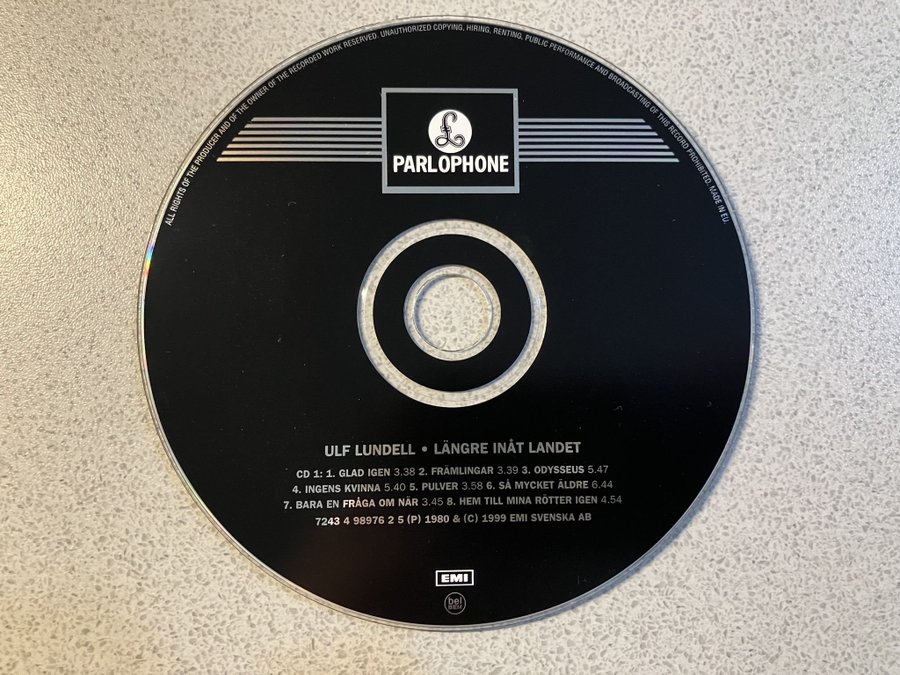 ALL RIGHTS OF THE PRODUCER AND OF THE OWNER OF THE RECORDED WORK RESERVED. UNAUTHORIZED COPYING, HIRING, RENTING, PUBLIC PERFORMANCE AND BROADCASTING OF THIS RECORD PROHIBITED. MADE IN EU.
£
PARLOPHONE
ULF LUNDELL • LÄNGRE INÅT LANDET
CD 1: 1. GLAD IGEN 3.38 2. FRÄMLINGAR 3.39 3. ODYSSEUS 5.47
4. INGENS KVINNA 5.40 5. PULVER 3.58 6. SÅ MYCKET ÄLDRE 6.44
7. BARA EN FRÅGA OM NÄR 3.45 8. HEM TILL MINA RÖTTER IGEN 4.54
7243 4 98976 2 5 (P) 1980 & (C) 1999 EMI SVENSKA AB
EMI
bel
BIEM